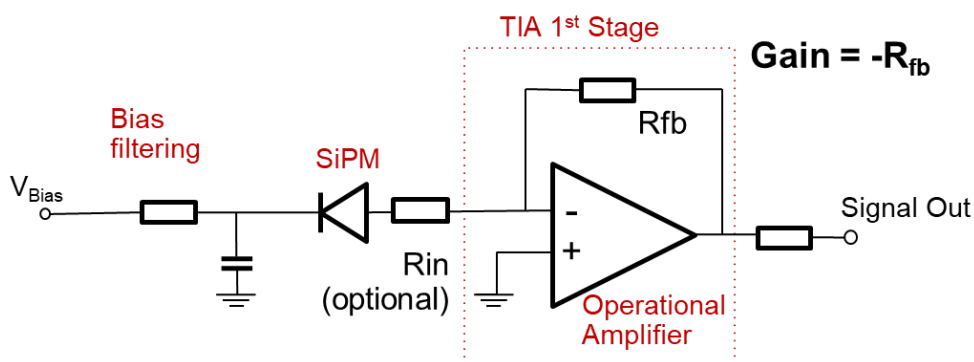 TIA 1st Stage
Gain = -Rfb
Rfb
Bias
filtering
SiPM
VBias
-
+
Signal Out
Rin
(optional)
Operational
Amplifier